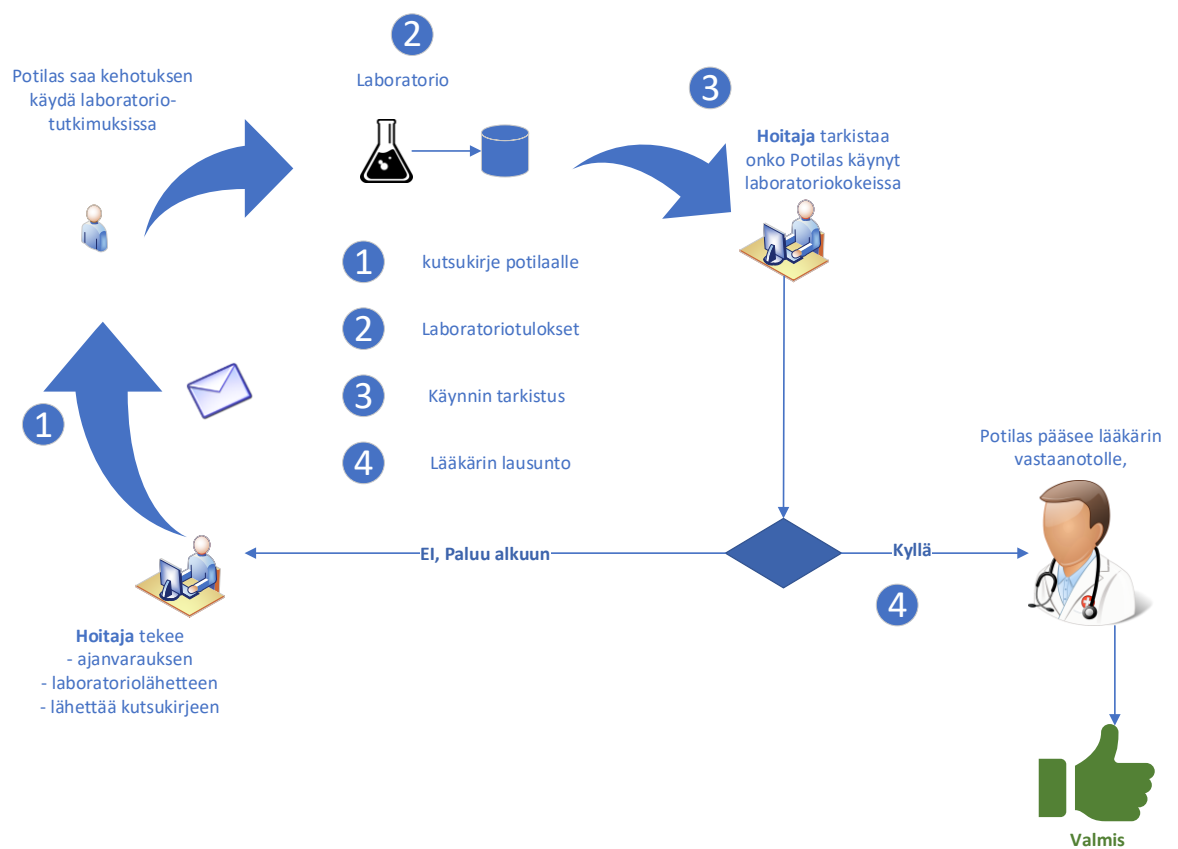 2
Potilas saa kehotuksen
käydä laboratorio-
tutkimuksissa
Laboratorio
3
Hoitaja tarkistaa
onko Potilas käynyt
laboratoriokokeissa
1 kutsukirje potilaalle
2 Laboratoriotulokset
3 Käynnin tarkistus
4 Lääkärin lausunto
1
Potilas pääsee lääkärin
vastaanotolle,
EI, Paluu alkuun
Kyllä
4
Hoitaja tekee
- ajanvarauksen
- laboratoriolähetteen
- lähettää kutsukirjeen
Valmis